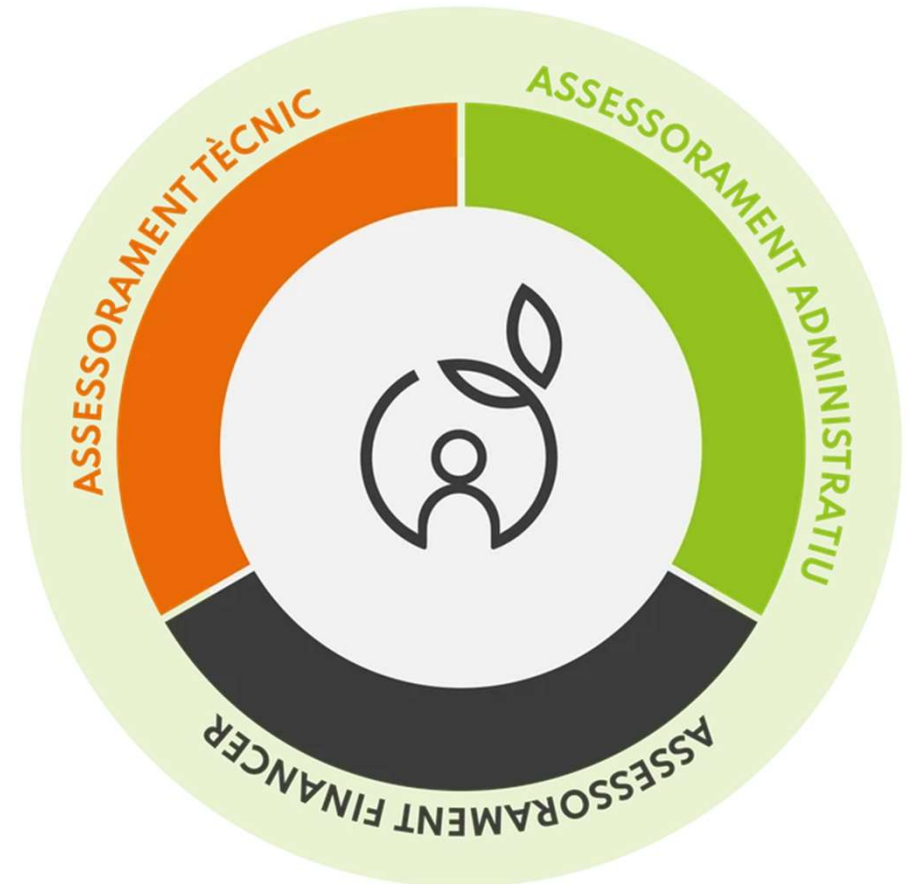 ASSESSORAMENT TÈCNIC
ASSESSORAMENT ADMINISTRATIU
ASSESSORAMENT FINANCER